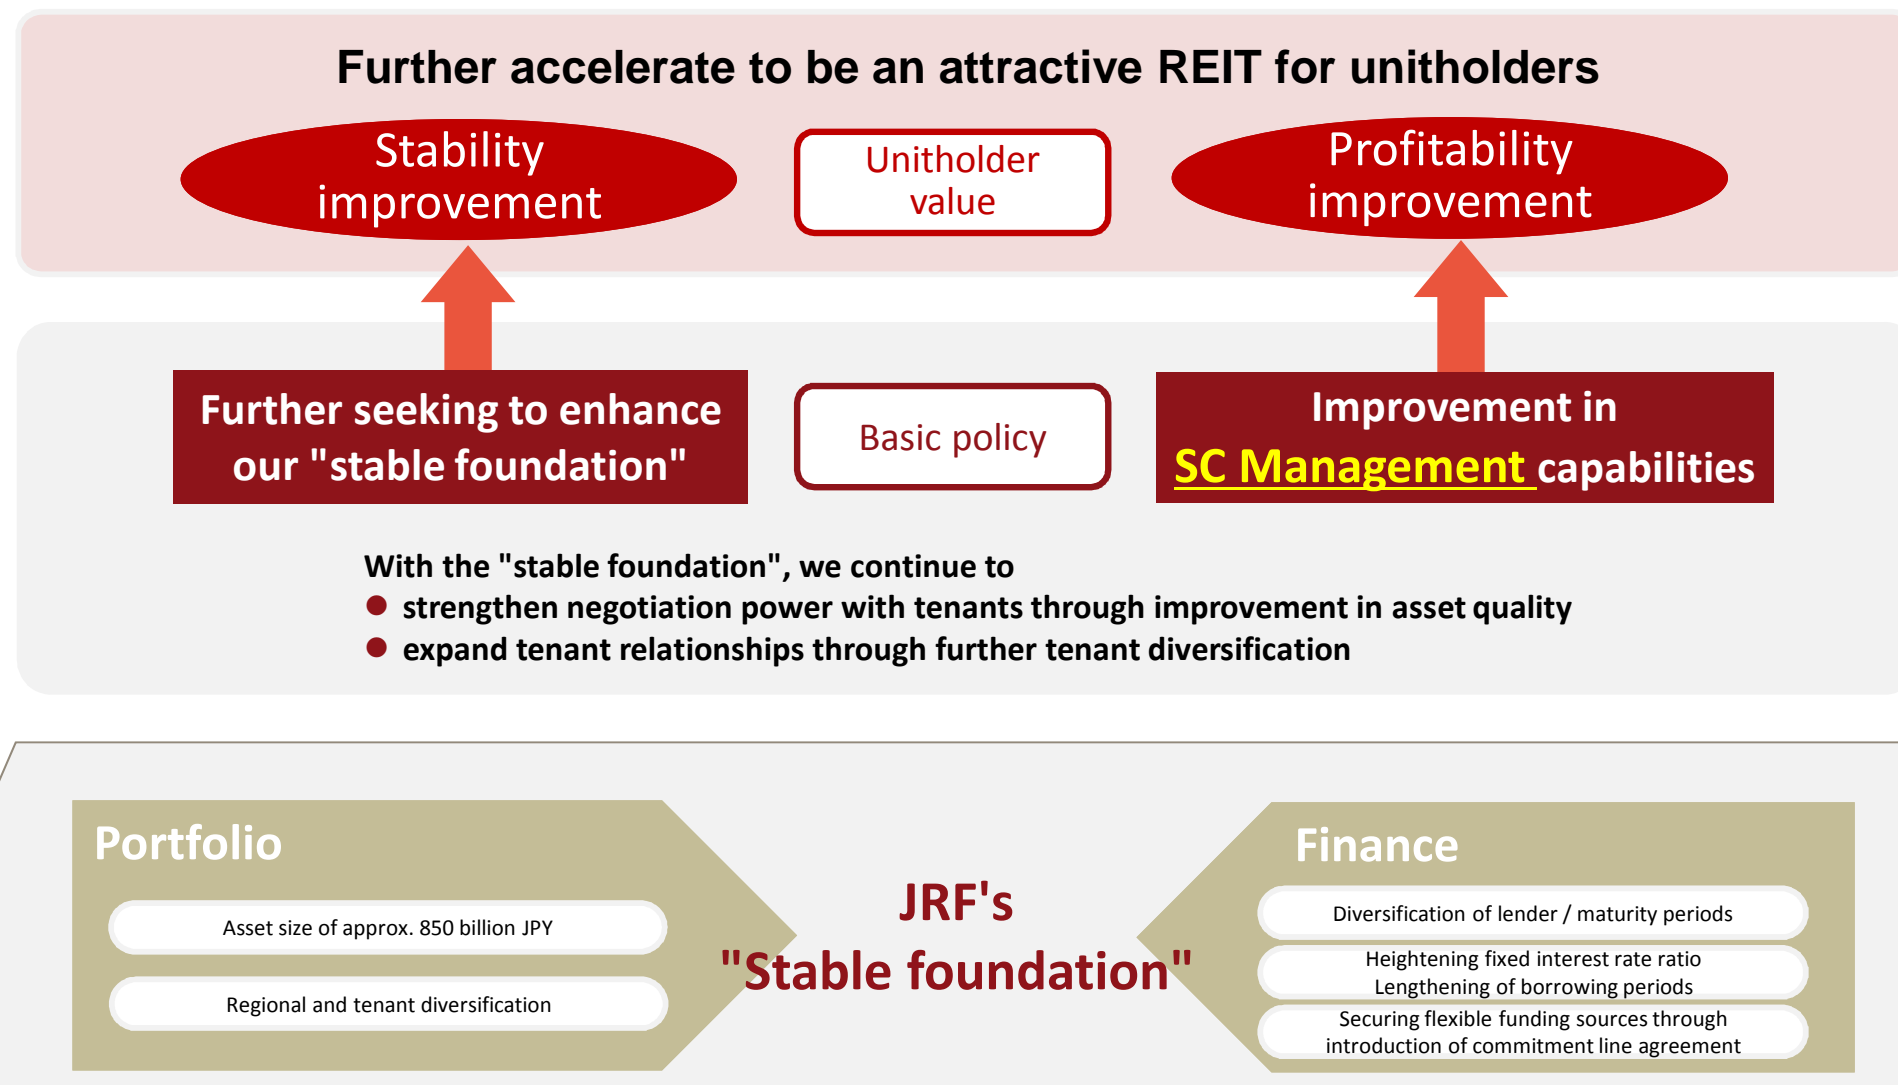 Further accelerate to be an attractive REIT for unitholders
Stability
improvement
Unitholder
value
Profitability
improvement
Further seeking to enhance
our "stable foundation"
Basic policy
Improvement in
SC Management capabilities
With the "stable foundation", we continue to
● strengthen negotiation power with tenants through improvement in asset quality
● expand tenant relationships through further tenant diversification
Portfolio
Asset size of approx. 850 billion JPY
Regional and tenant diversification
JRF's
"Stable foundation"
Finance
Diversification of lender / maturity periods
Heightening fixed interest rate ratio
Lengthening of borrowing periods
Securing flexible funding sources through
introduction of commitment line agreement